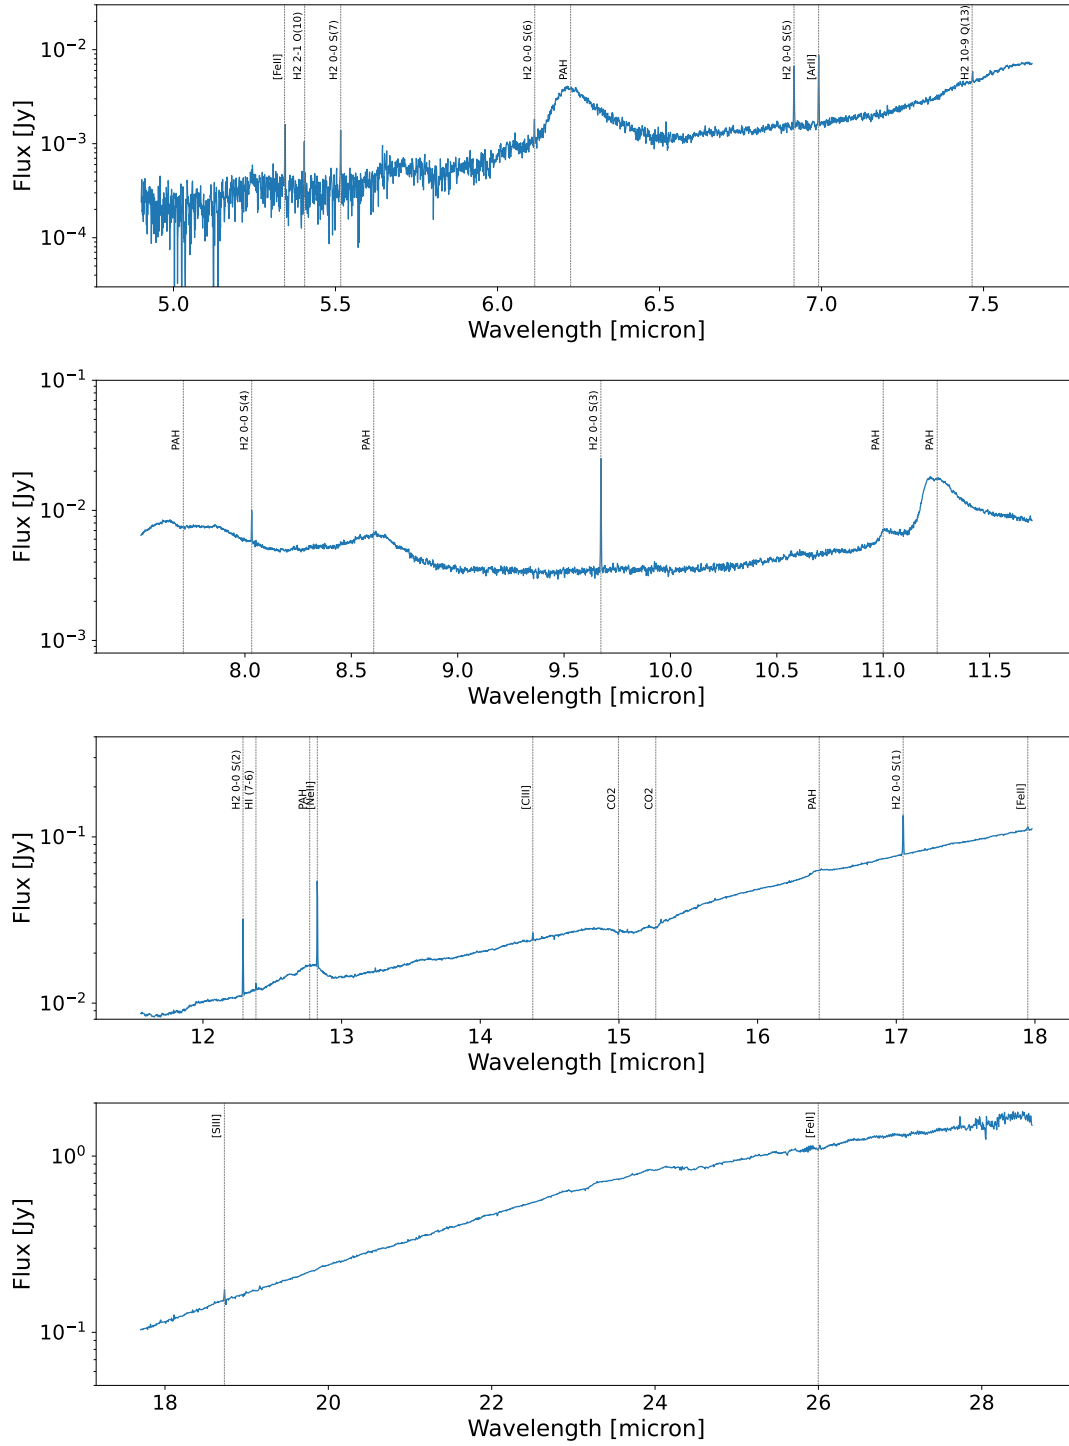 10⁻²
10⁻³
10⁻⁴
Flux [Jy]
[FeII]
H2 2-1 O(10)
H2 0-0 S(7)
H2 0-0 S(6)
PAH
H2 0-0 S(5)
[ArII]
H2 10-9 Q(13)
5.0 5.5 6.0 6.5 7.0 7.5
Wavelength [micron]
10⁻¹
10⁻²
10⁻³
Flux [Jy]
PAH
H2 0-0 S(4)
PAH
H2 0-0 S(3)
PAH
PAH
8.0 8.5 9.0 9.5 10.0 10.5 11.0 11.5
Wavelength [micron]
10⁻¹
10⁻²
Flux [Jy]
H2 0-0 S(2)
HI (7-6)
PAH
[NeII]
[ClII]
CO2
CO2
PAH
H2 0-0 S(1)
[FeII]
12 13 14 15 16 17 18
Wavelength [micron]
10⁰
10⁻¹
Flux [Jy]
[SIII]
[FeII]
18 20 22 24 26 28
Wavelength [micron]